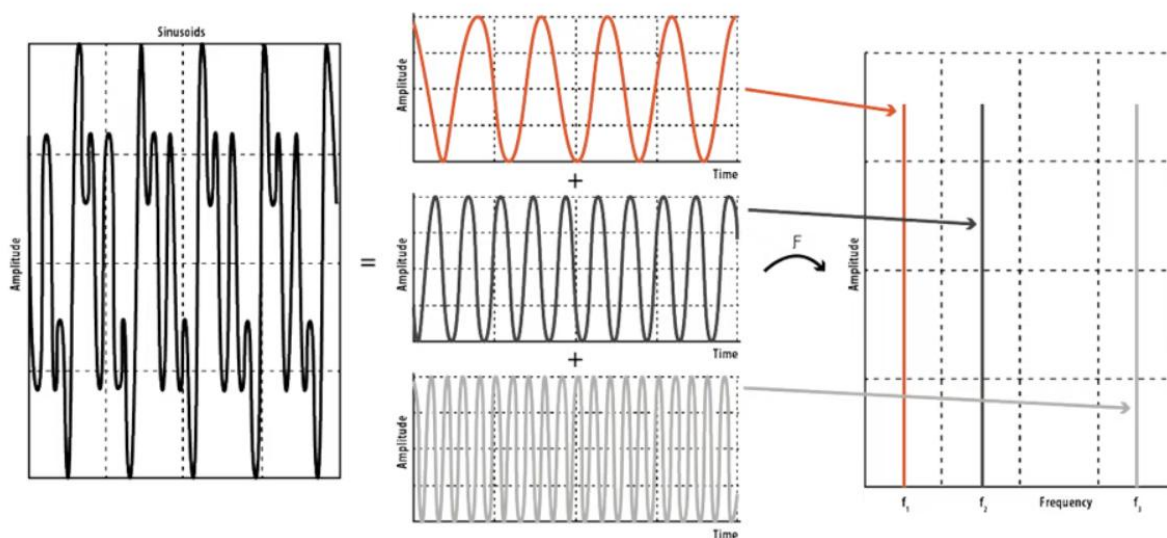 Sinusoids
Amplitude
=
Amplitude
Time
+
Amplitude
Time
+
Amplitude
Time
F
Amplitude
f₁ f₂ Frequency f₃